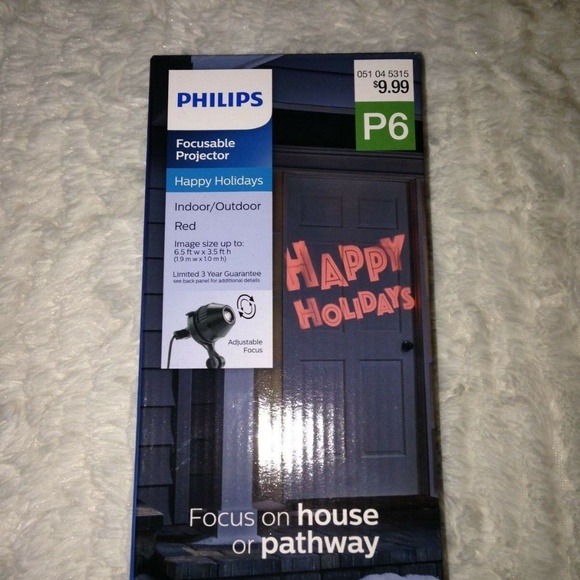 051 04 5315
$9.99
P6
PHILIPS
Focusable
Projector
Happy Holidays
Indoor/Outdoor
Red
Image size up to:
6.5 ft w x 3.5 ft h
(1.9 m w x 1.0 m h)
Limited 3 Year Guarantee
see back panel for additional details
Adjustable
Focus
HAPPY
HOLIDAYS
Focus on house
or pathway